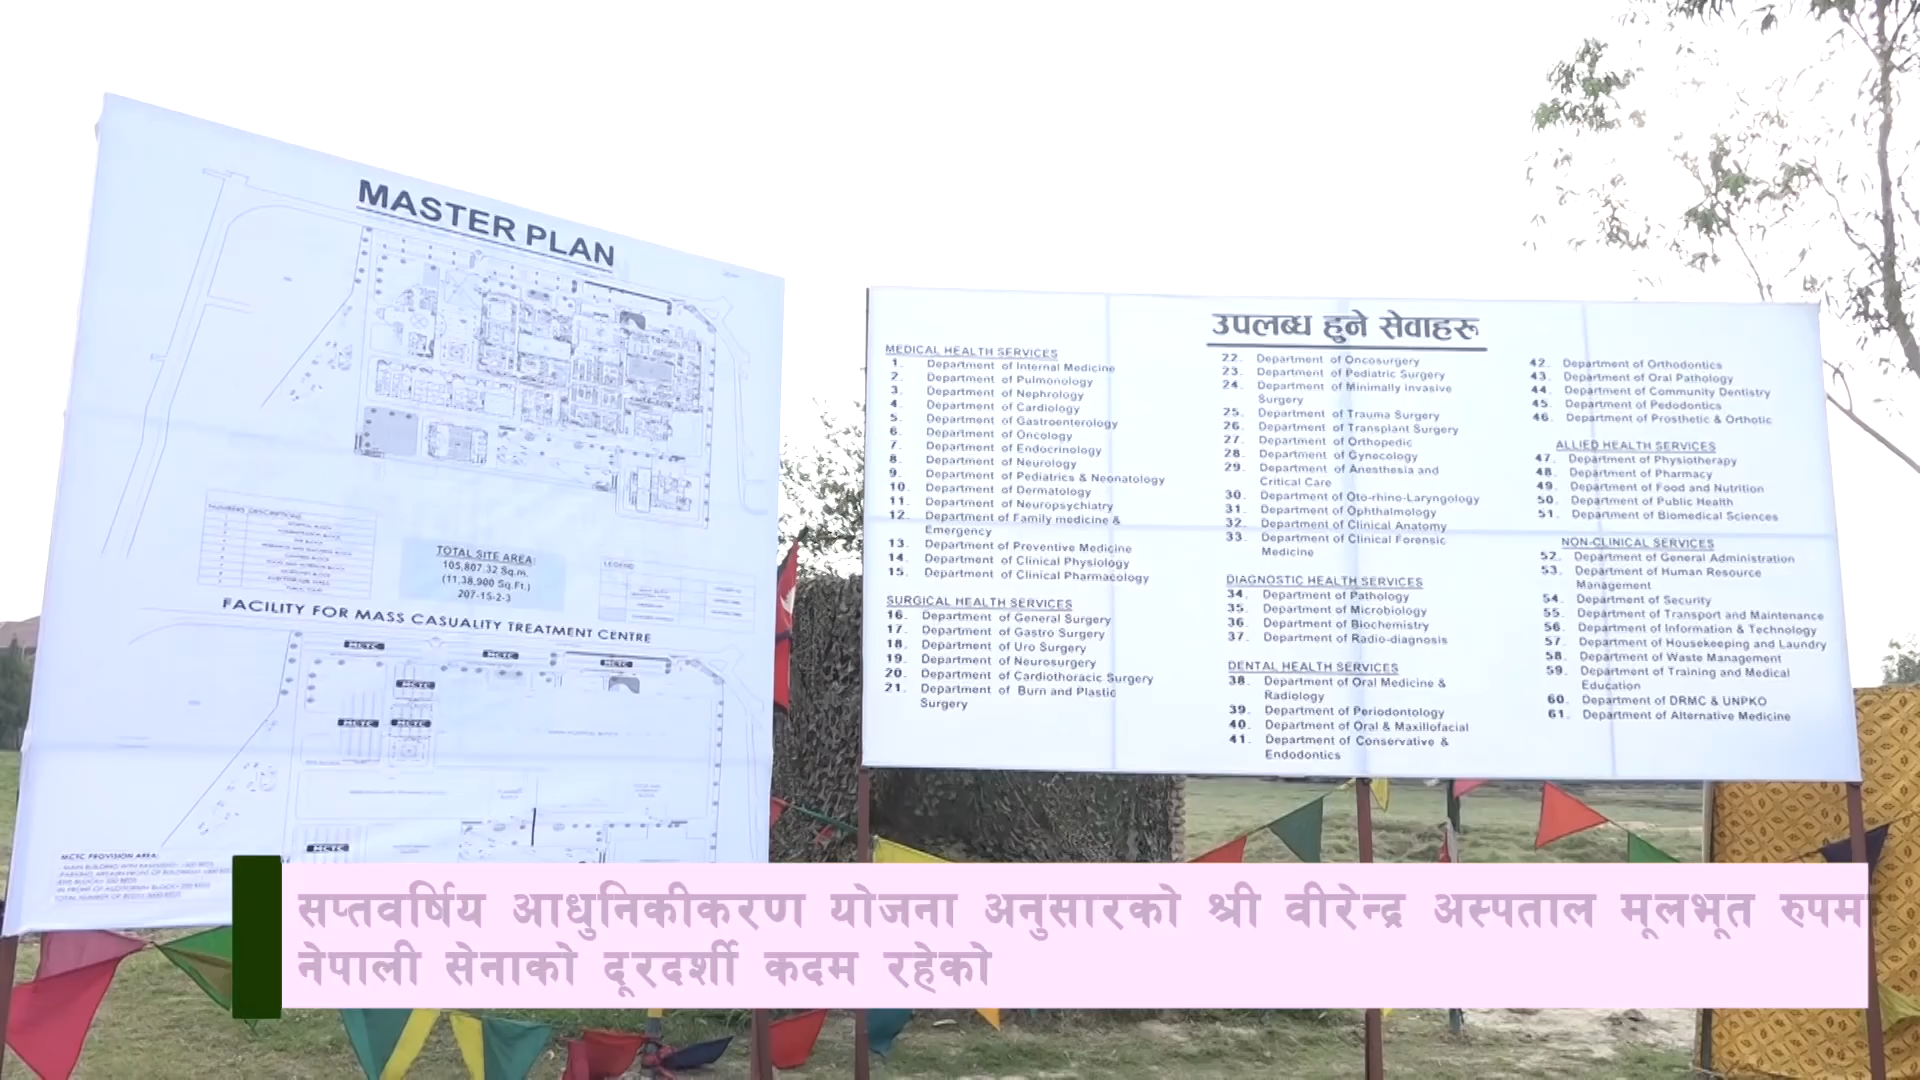 MASTER PLAN
NUMBERS DESCRIPTIONS
TOTAL SITE AREA:
105,807.32 Sq.m.
(11,38,900 Sq.Ft.)
207-15-2-3
LEGEND
FACILITY FOR MASS CASUALITY TREATMENT CENTRE
MCTC
MCTC
MCTC
MCTC
MCTC
MCTC
MCTC
MCTC PROVISION AREA:
उपलब्ध हुने सेवाहरू
MEDICAL HEALTH SERVICES
1. Department of Internal Medicine
2. Department of Pulmonology
3. Department of Nephrology
4. Department of Cardiology
5. Department of Gastroenterology
6. Department of Oncology
7. Department of Endocrinology
8. Department of Neurology
9. Department of Pediatrics & Neonatology
10. Department of Dermatology
11. Department of Neuropsychiatry
12. Department of Family medicine &
Emergency
13. Department of Preventive Medicine
14. Department of Clinical Physiology
15. Department of Clinical Pharmacology
SURGICAL HEALTH SERVICES
16. Department of General Surgery
17. Department of Gastro Surgery
18. Department of Uro Surgery
19. Department of Neurosurgery
20. Department of Cardiothoracic Surgery
21. Department of Burn and Plastic
Surgery
22. Department of Oncosurgery
23. Department of Pediatric Surgery
24. Department of Minimally invasive
Surgery
25. Department of Trauma Surgery
26. Department of Transplant Surgery
27. Department of Orthopedic
28. Department of Gynecology
29. Department of Anesthesia and
Critical Care
30. Department of Oto-rhino-Laryngology
31. Department of Ophthalmology
32. Department of Clinical Anatomy
33. Department of Clinical Forensic
Medicine
DIAGNOSTIC HEALTH SERVICES
34. Department of Pathology
35. Department of Microbiology
36. Department of Biochemistry
37. Department of Radio-diagnosis
DENTAL HEALTH SERVICES
38. Department of Oral Medicine &
Radiology
39. Department of Periodontology
40. Department of Oral & Maxillofacial
41. Department of Conservative &
Endodontics
42. Department of Orthodontics
43. Department of Oral Pathology
44. Department of Community Dentistry
45. Department of Pedodontics
46. Department of Prosthetic & Orthotic
ALLIED HEALTH SERVICES
47. Department of Physiotherapy
48. Department of Pharmacy
49. Department of Food and Nutrition
50. Department of Public Health
51. Department of Biomedical Sciences
NON-CLINICAL SERVICES
52. Department of General Administration
53. Department of Human Resource
Management
54. Department of Security
55. Department of Transport and Maintenance
56. Department of Information & Technology
57. Department of Housekeeping and Laundry
58. Department of Waste Management
59. Department of Training and Medical
Education
60. Department of DRMC & UNPKO
61. Department of Alternative Medicine
सप्तवर्षिय आधुनिकीकरण योजना अनुसारको श्री वीरेन्द्र अस्पताल मूलभूत रुपमा
नेपाली सेनाको दूरदर्शी कदम रहेको